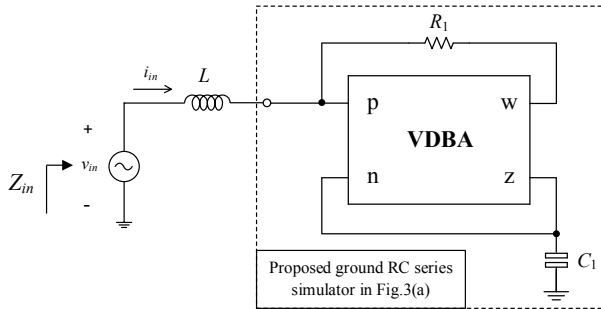 R1
iin
L
p
w
VDBA
+
vin
Zin
n
z
-
C1
Proposed ground RC series
simulator in Fig.3(a)